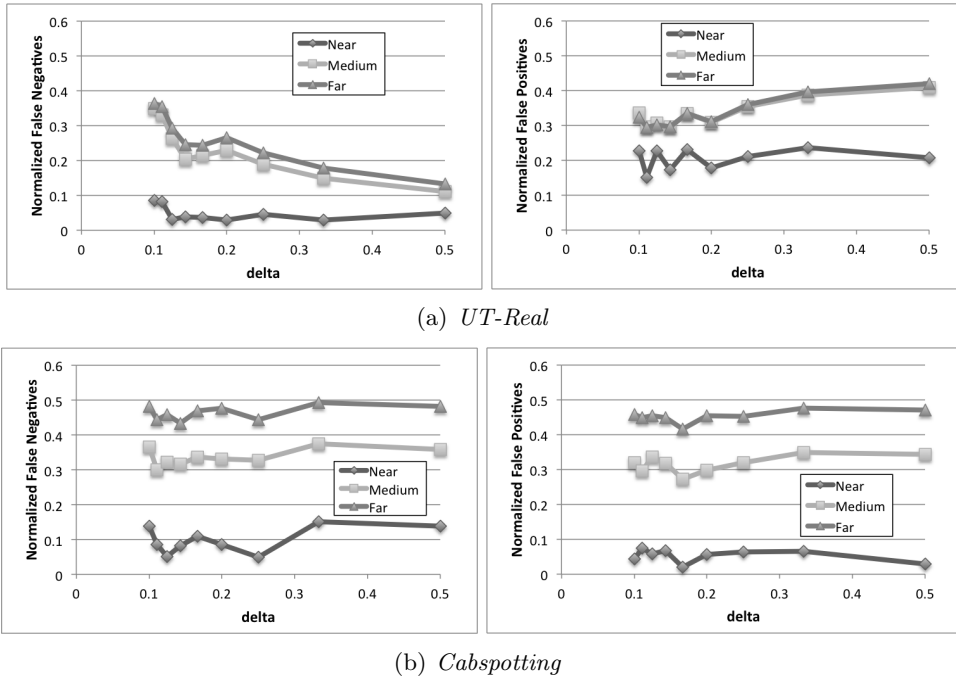 0.6
0.5
0.4
0.3
0.2
0.1
0
Normalized False Negatives
Near
Medium
Far
0 0.1 0.2 0.3 0.4 0.5
delta
0.6
0.5
0.4
0.3
0.2
0.1
0
Normalized False Positives
Near
Medium
Far
0 0.1 0.2 0.3 0.4 0.5
delta
(a) UT-Real
0.6
0.5
0.4
0.3
0.2
0.1
0
Normalized False Negatives
Near
Medium
Far
0 0.1 0.2 0.3 0.4 0.5
delta
0.6
0.5
0.4
0.3
0.2
0.1
0
Normalized False Positives
Near
Medium
Far
0 0.1 0.2 0.3 0.4 0.5
delta
(b) Cabspotting